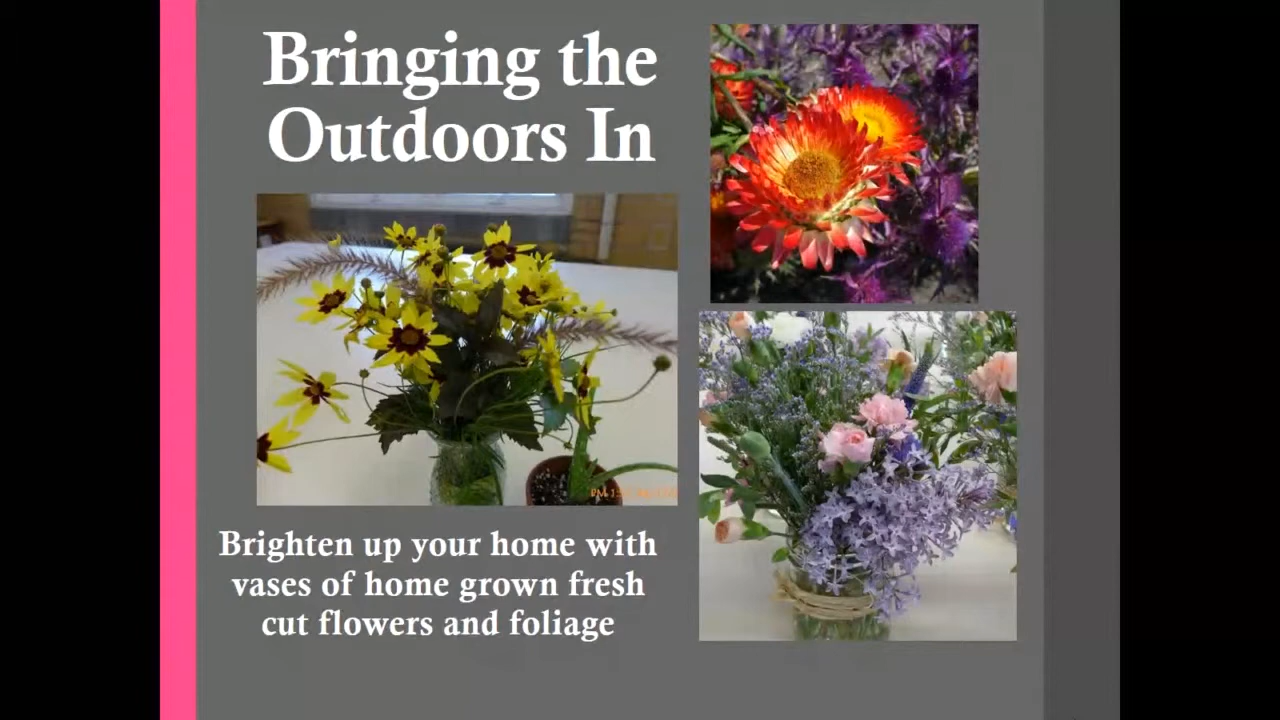 Bringing the
Outdoors In
Brighten up your home with
vases of home grown fresh
cut flowers and foliage